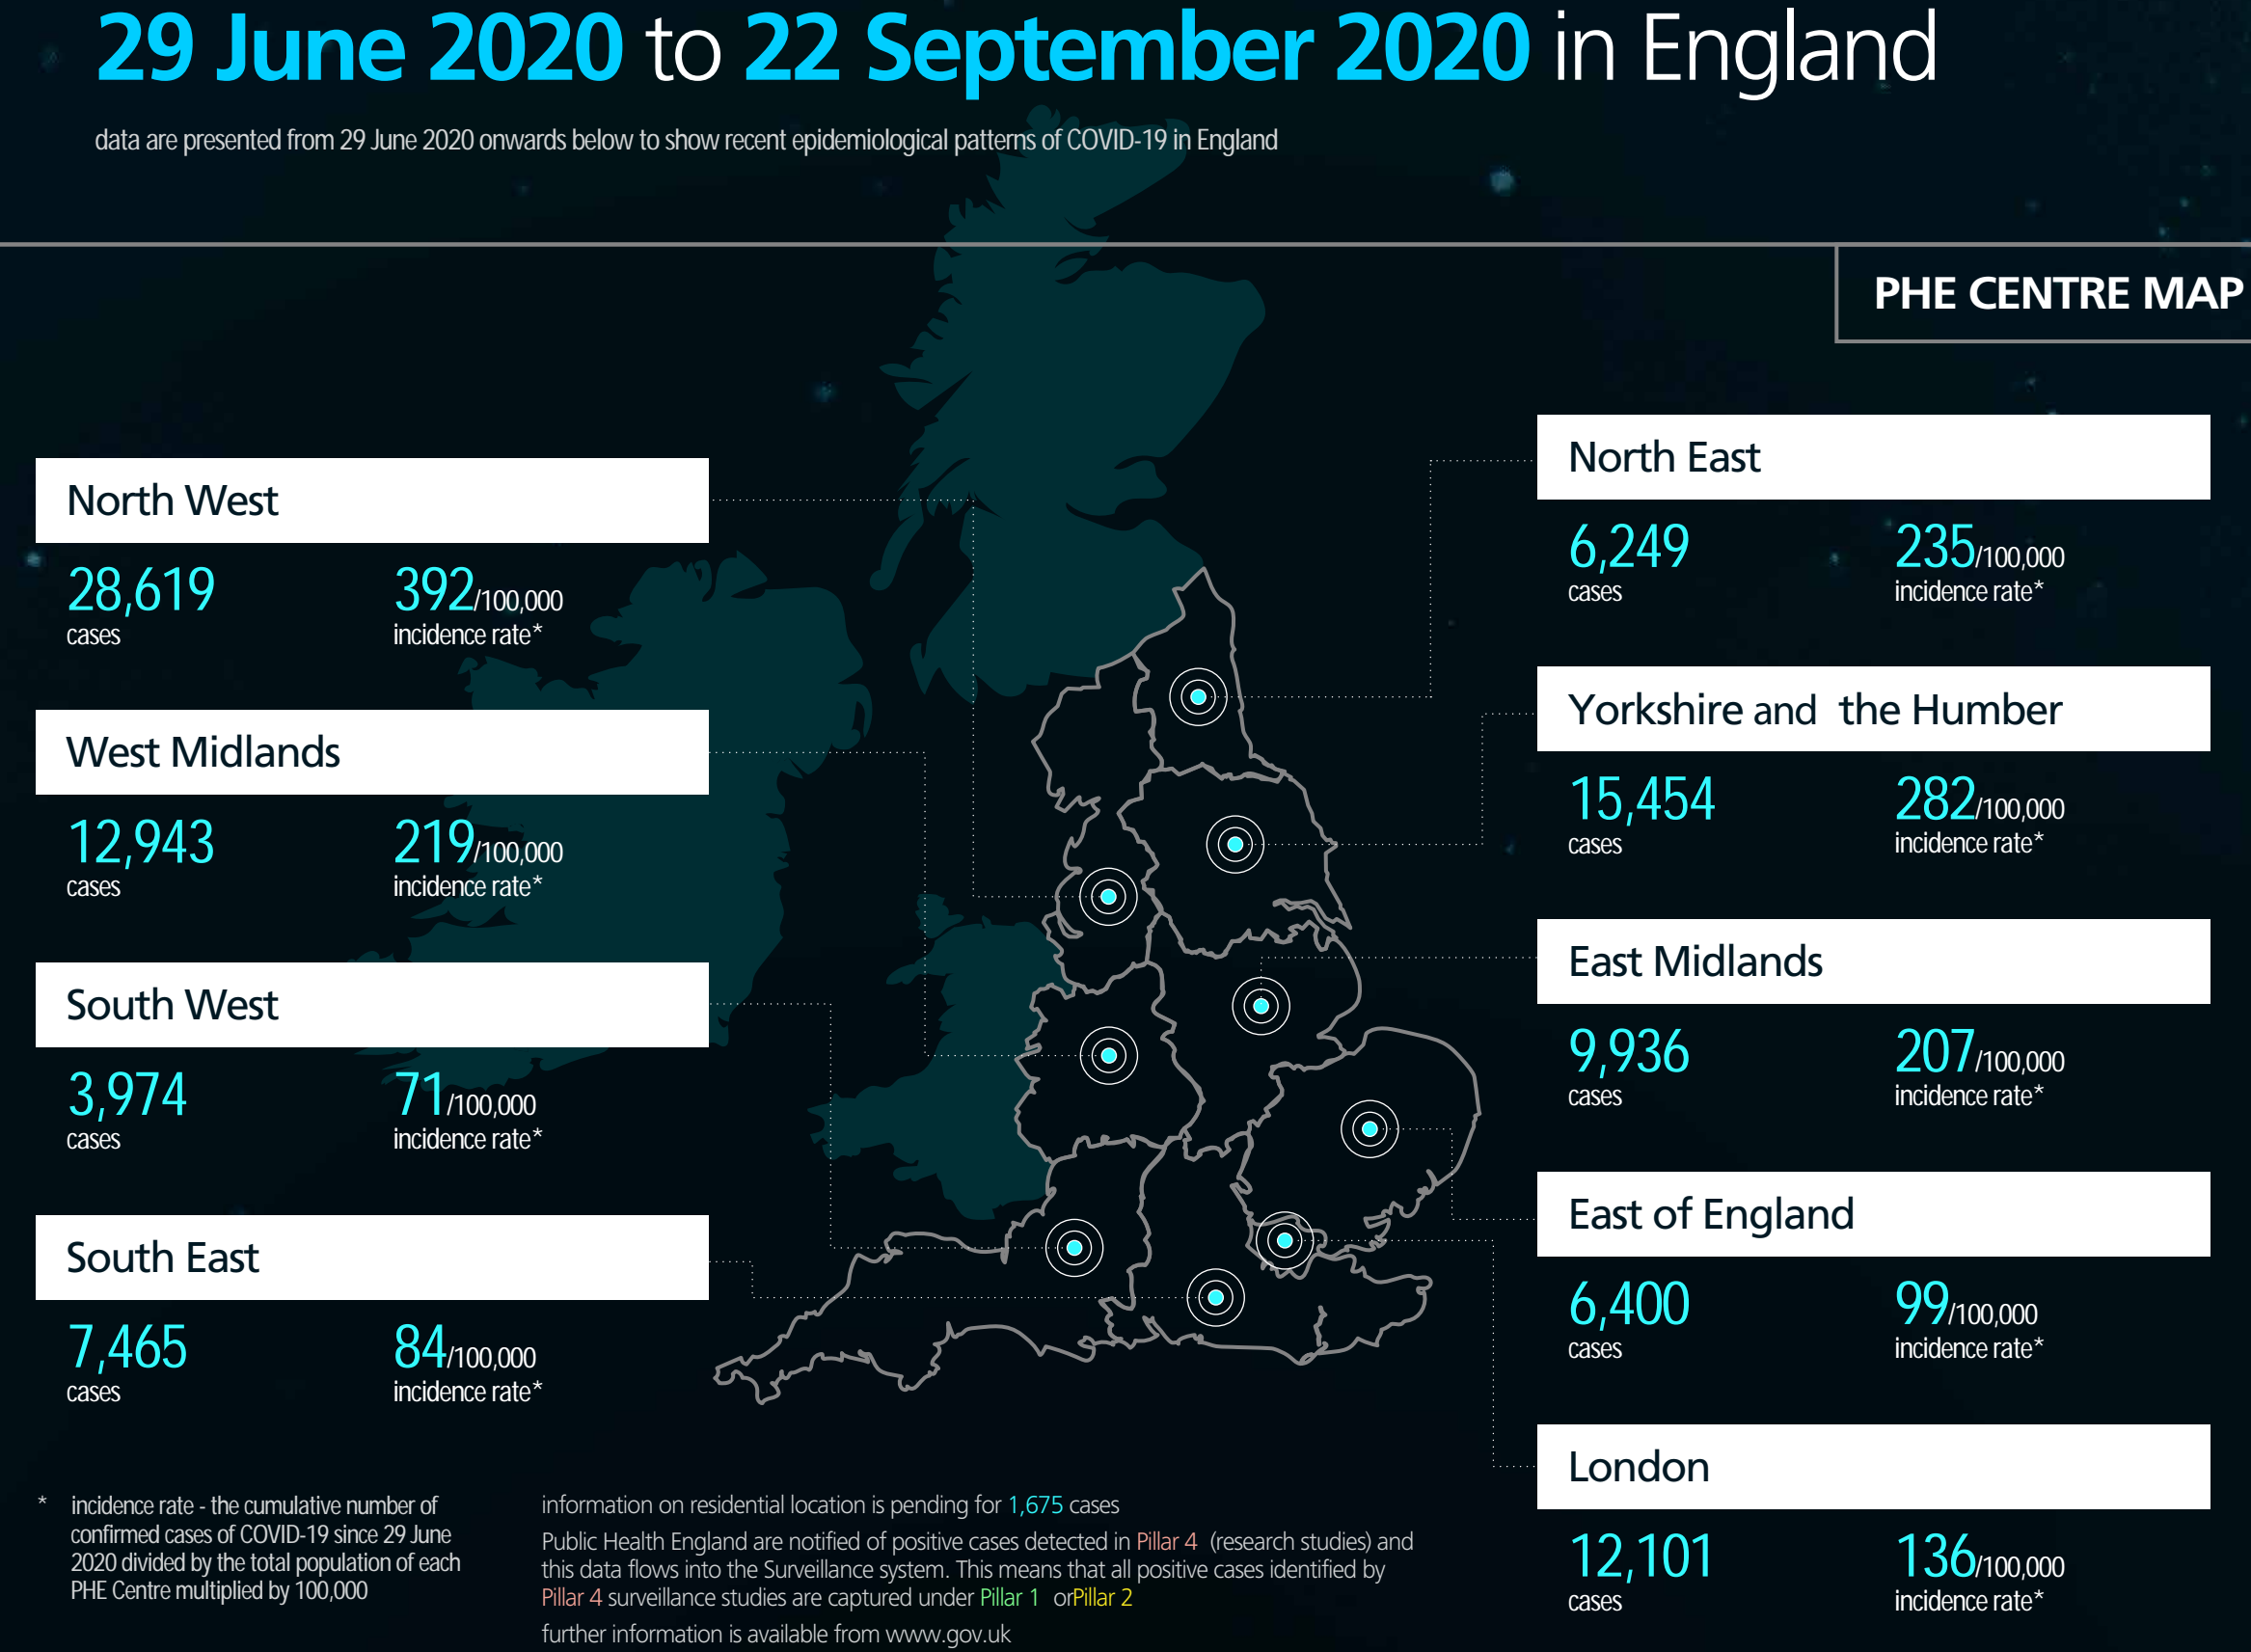 29 June 2020 to 22 September 2020 in England
data are presented from 29 June 2020 onwards below to show recent epidemiological patterns of COVID-19 in England
PHE CENTRE MAP
North West
28,619 392/100,000
cases incidence rate*
West Midlands
12,943 219/100,000
cases incidence rate*
South West
3,974 71/100,000
cases incidence rate*
South East
7,465 84/100,000
cases incidence rate*
North East
6,249 235/100,000
cases incidence rate*
Yorkshire and the Humber
15,454 282/100,000
cases incidence rate*
East Midlands
9,936 207/100,000
cases incidence rate*
East of England
6,400 99/100,000
cases incidence rate*
London
12,101 136/100,000
cases incidence rate*
* incidence rate - the cumulative number of
confirmed cases of COVID-19 since 29 June
2020 divided by the total population of each
PHE Centre multiplied by 100,000
information on residential location is pending for 1,675 cases
Public Health England are notified of positive cases detected in Pillar 4 (research studies) and
this data flows into the Surveillance system. This means that all positive cases identified by
Pillar 4 surveillance studies are captured under Pillar 1 orPillar 2
further information is available from www.gov.uk